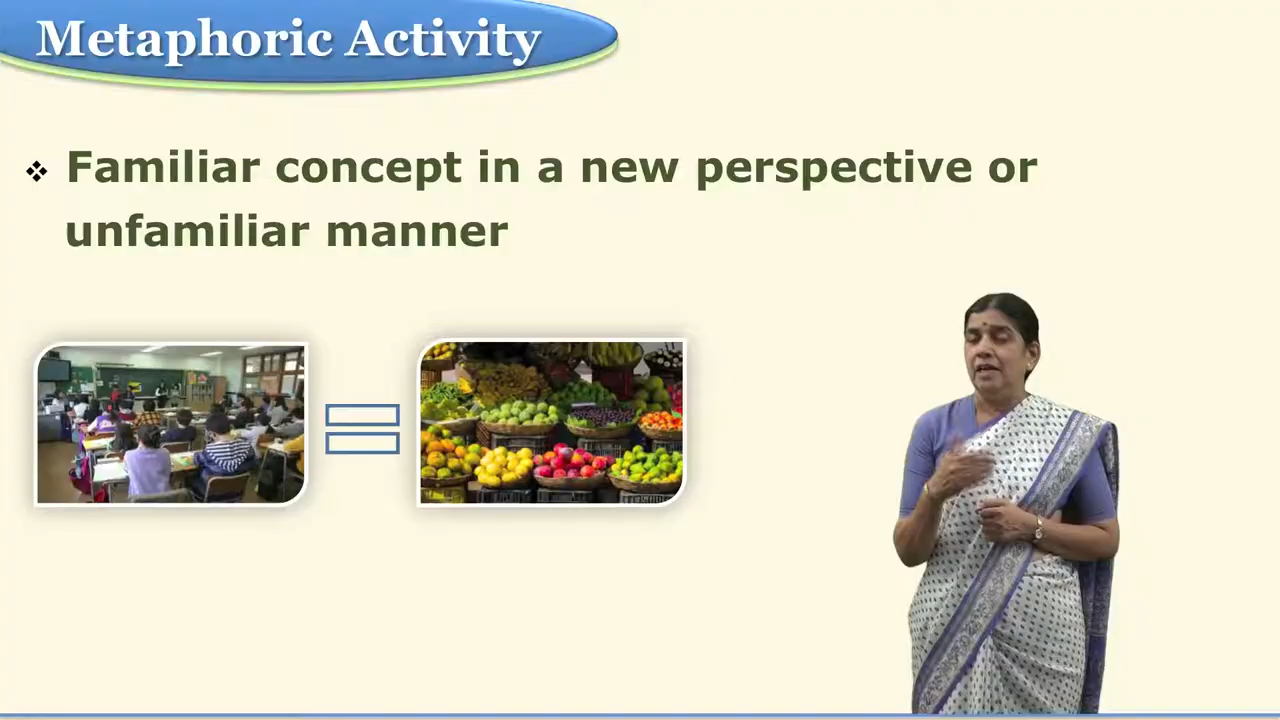 Metaphoric Activity
❖ Familiar concept in a new perspective or
unfamiliar manner